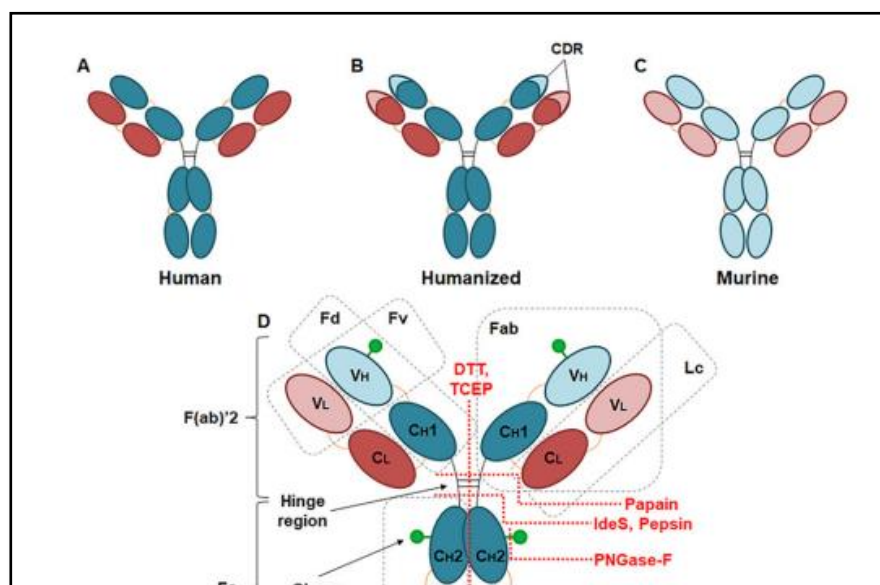 A
B
CDR
C
Human
Humanized
Murine
D
Fd
Fv
Fab
Lc
DTT,
TCEP
F(ab)'2
VH
VL
CH1
CL
VH
VL
CH1
CL
Hinge
region
Papain
IdeS, Pepsin
PNGase-F
CH2
CH2